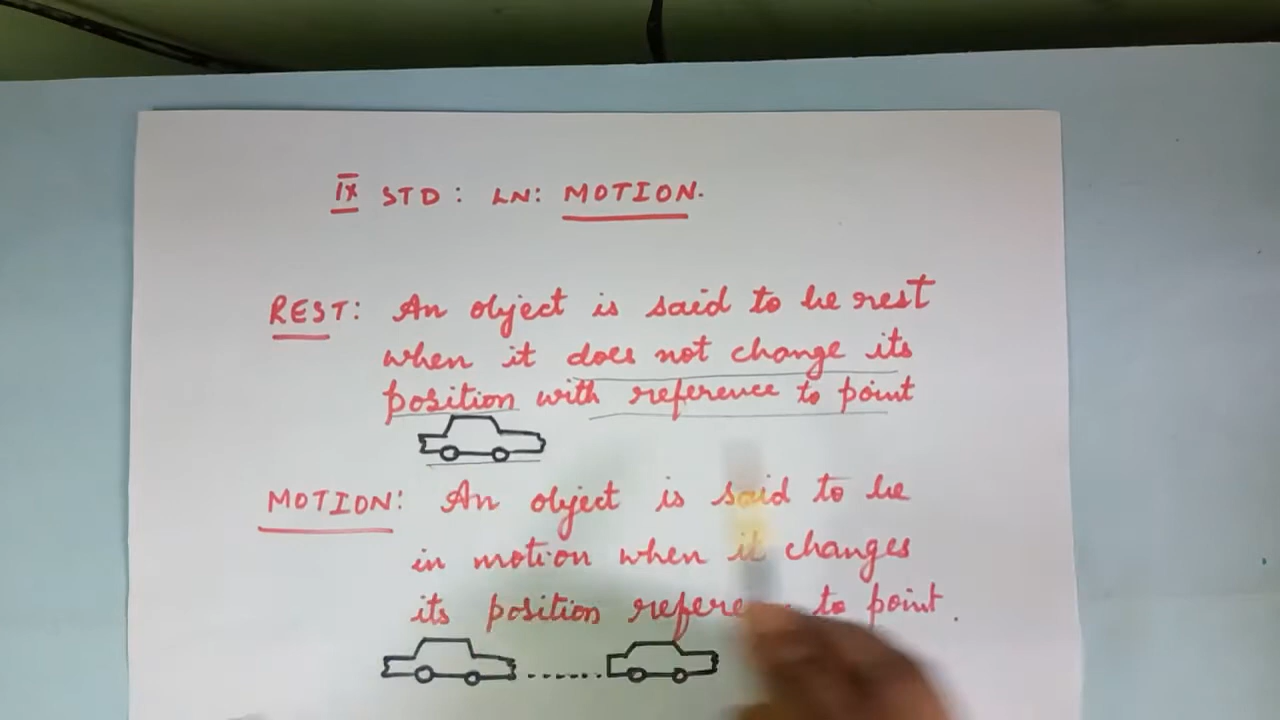 IX STD: LN: MOTION.
REST: An object is said to be rest
when it does not change its
position with reference to point
MOTION: An object is said to be
in motion when it changes
its position to point.